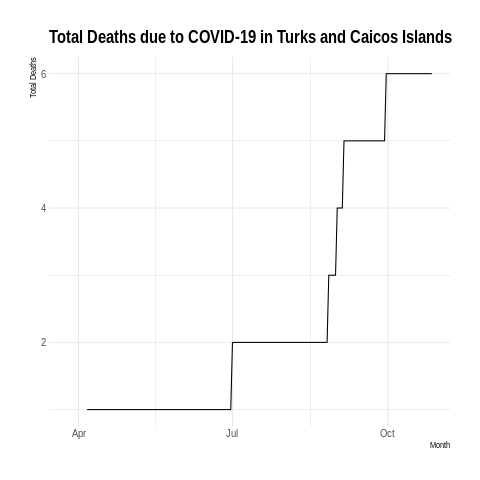 Total Deaths due to COVID-19 in Turks and Caicos Islands
Total Deaths
6
4
2
Apr
Jul
Oct
Month